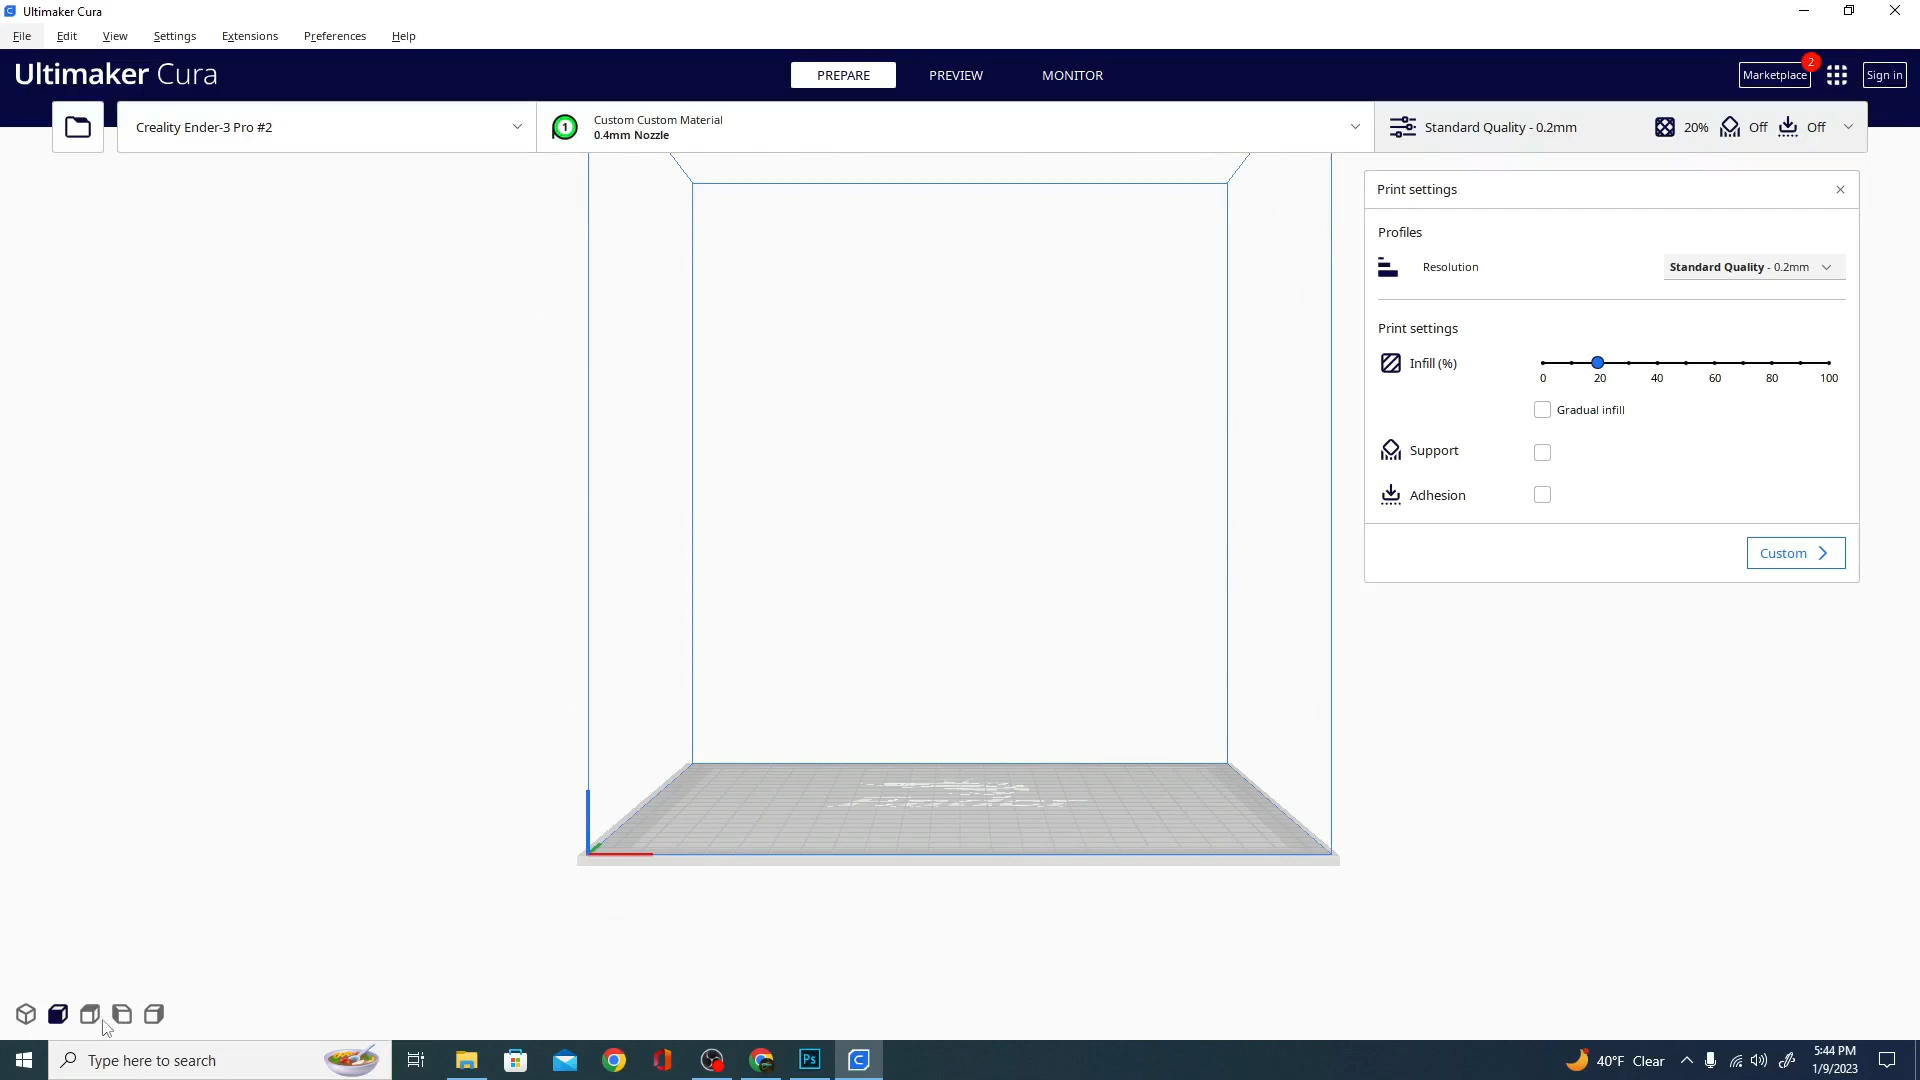 Ultimaker Cura
File Edit View Settings Extensions Preferences Help
Ultimaker Cura
PREPARE PREVIEW MONITOR
Marketplace 2
Sign in
Creality Ender-3 Pro #2
1
Custom Custom Material
0.4mm Nozzle
Standard Quality - 0.2mm
20% Off Off
Print settings
Profiles
Resolution
Standard Quality - 0.2mm
Print settings
Infill (%)
0 20 40 60 80 100
Gradual infill
Support
Adhesion
Custom
Type here to search
Ps
40°F Clear
5:44 PM
1/9/2023